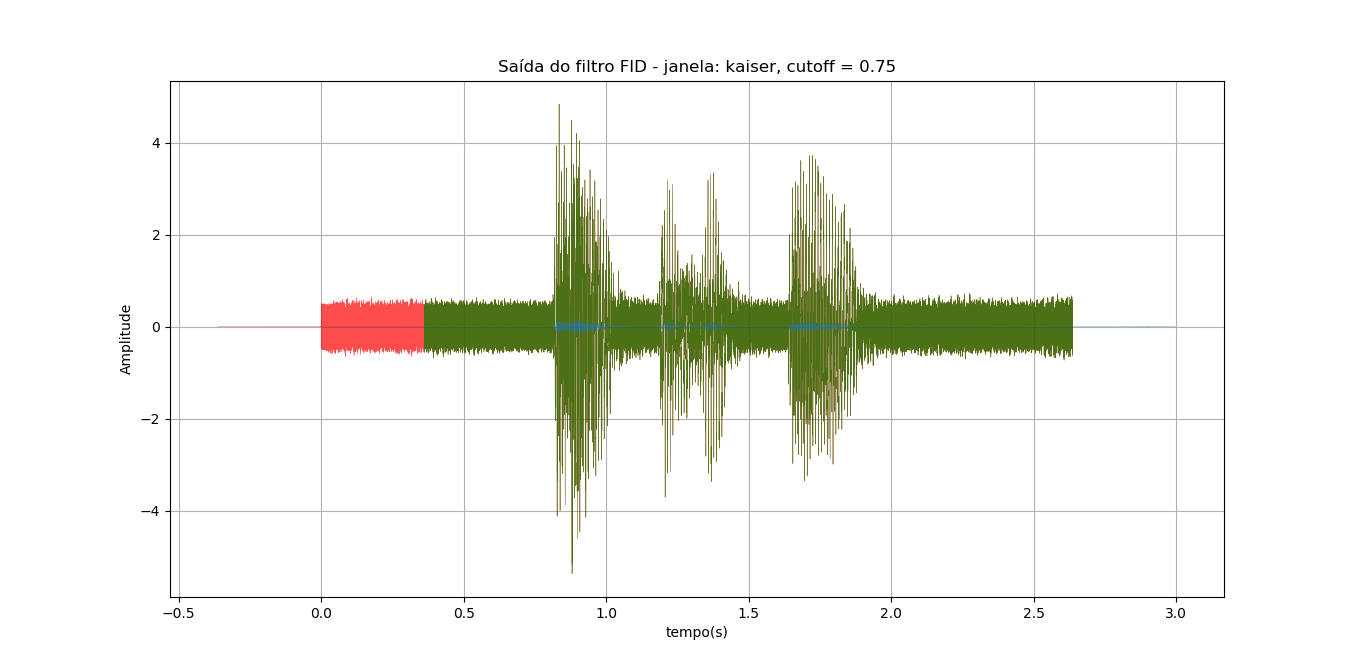 Saída do filtro FID - janela: kaiser, cutoff = 0.75
Amplitude
4
2
0
−2
−4
−0.5 0.0 0.5 1.0 1.5 2.0 2.5 3.0
tempo(s)